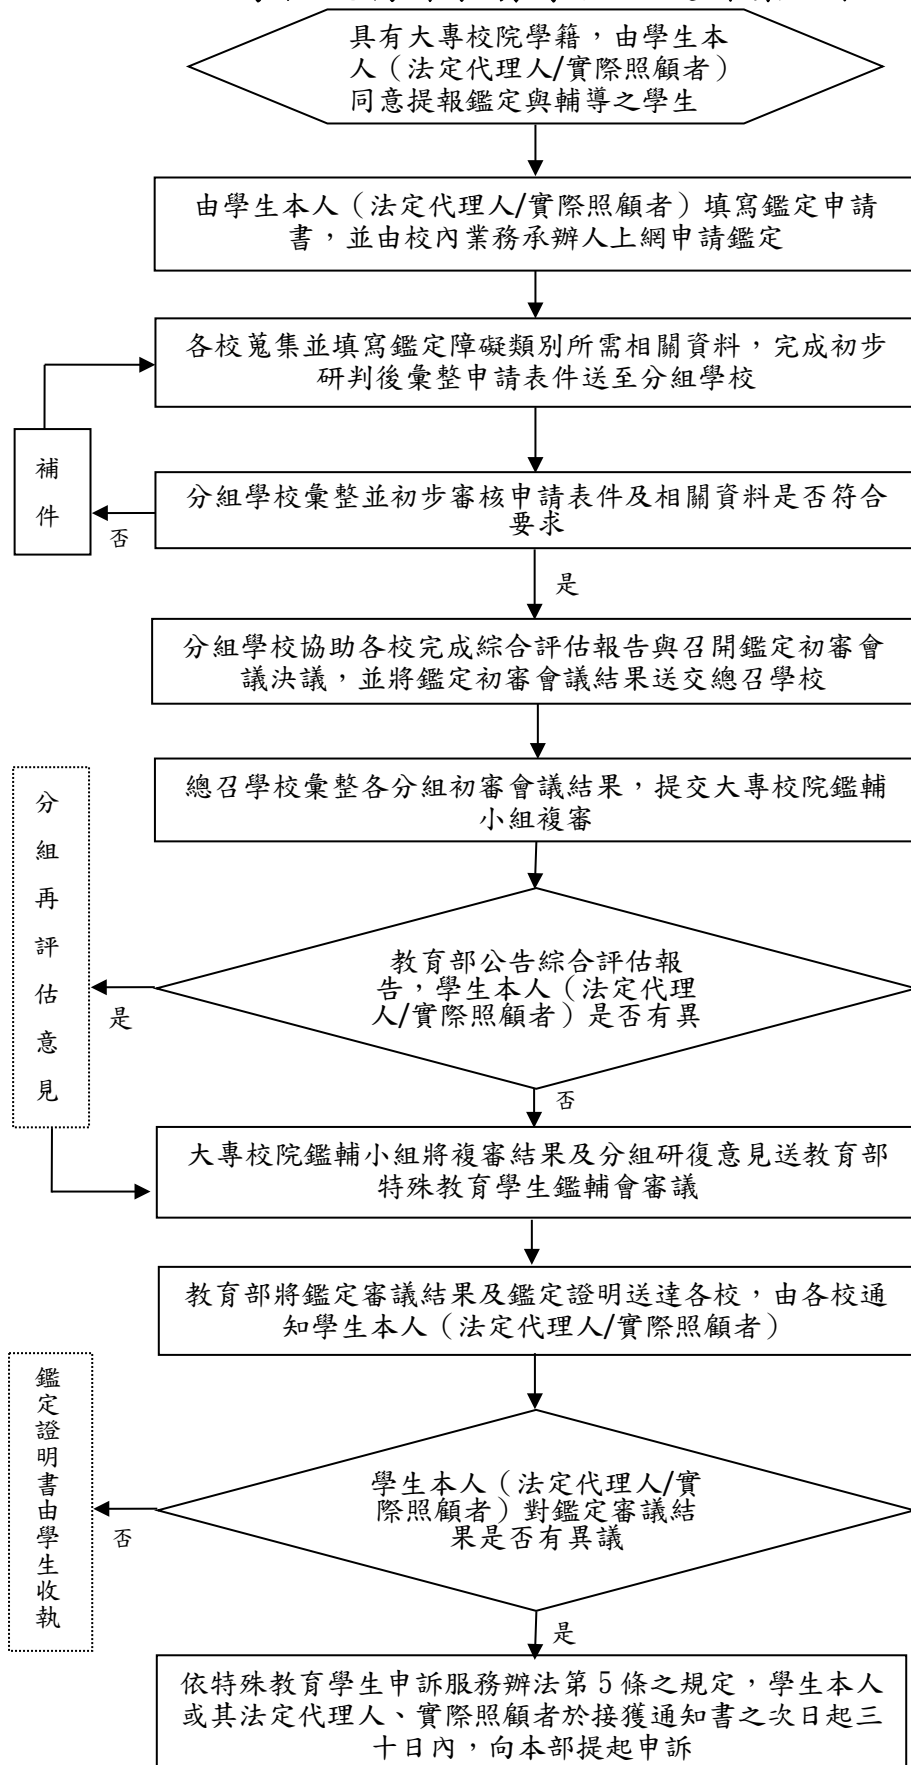 具有大專校院學籍，由學生本
人（法定代理人/實際照顧者）
同意提報鑑定與輔導之學生
由學生本人（法定代理人/實際照顧者）填寫鑑定申請
書，並由校內業務承辦人上網申請鑑定
各校蒐集並填寫鑑定障礙類別所需相關資料，完成初步
研判後彙整申請表件送至分組學校
補件
分組學校彙整並初步審核申請表件及相關資料是否符合
要求
否
是
分組學校協助各校完成綜合評估報告與召開鑑定初審會
議決議，並將鑑定初審會議結果送交總召學校
總召學校彙整各分組初審會議結果，提交大專校院鑑輔
小組複審
分組再評估意見
教育部公告綜合評估報
告，學生本人（法定代理
人/實際照顧者）是否有異
是
否
大專校院鑑輔小組將複審結果及分組研復意見送教育部
特殊教育學生鑑輔會審議
教育部將鑑定審議結果及鑑定證明送達各校，由各校通
知學生本人（法定代理人/實際照顧者）
鑑定證明書由學生收執
學生本人（法定代理人/實
際照顧者）對鑑定審議結
果是否有異議
否
是
依特殊教育學生申訴服務辦法第 5 條之規定，學生本人
或其法定代理人、實際照顧者於接獲通知書之次日起三
十日內，向本部提起申訴